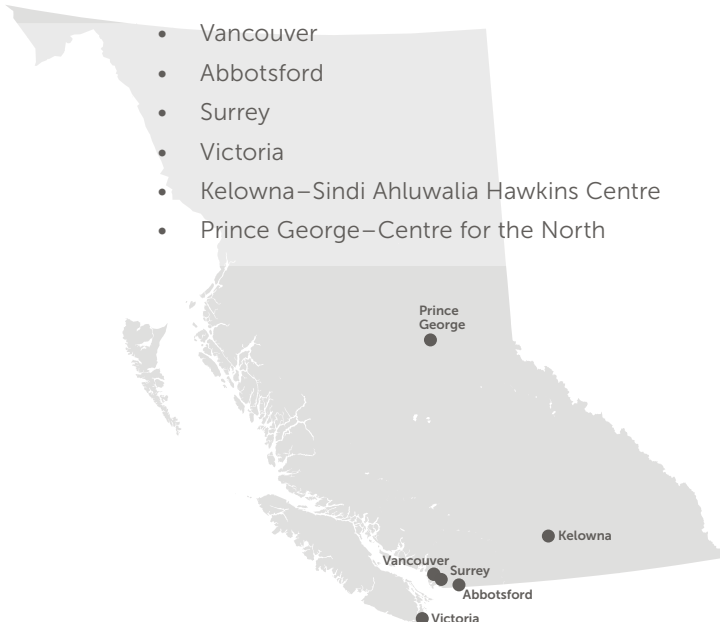 • Vancouver
• Abbotsford
• Surrey
• Victoria
• Kelowna–Sindi Ahluwalia Hawkins Centre
• Prince George–Centre for the North
Prince
George
Kelowna
Vancouver
Surrey
Abbotsford
Victoria